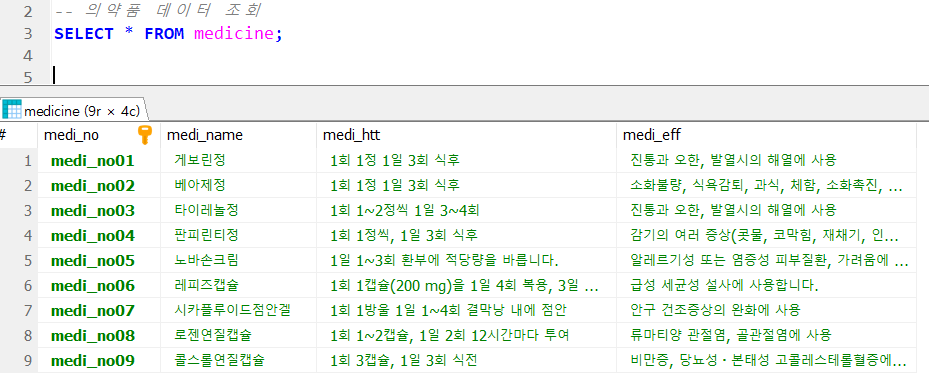 2
-- 의약품 데이터 조회
3
SELECT * FROM medicine;
4
5
medicine (9r × 4c)
# medi_no medi_name medi_htt medi_eff
1 medi_no01 게보린정 1회 1정 1일 3회 식후 진통과 오한, 발열시의 해열에 사용
2 medi_no02 베아제정 1회 1정 1일 3회 식후 소화불량, 식욕감퇴, 과식, 체함, 소화촉진, ...
3 medi_no03 타이레놀정 1회 1~2정씩 1일 3~4회 진통과 오한, 발열시의 해열에 사용
4 medi_no04 판피린티정 1회 1정씩, 1일 3회 식후 감기의 여러 증상(콧물, 코막힘, 재채기, 인...
5 medi_no05 노바손크림 1일 1~3회 환부에 적당량을 바릅니다. 알레르기성 또는 염증성 피부질환, 가려움에 ...
6 medi_no06 레피즈캡슐 1회 1캡슐(200 mg)을 1일 4회 복용, 3일 ... 급성 세균성 설사에 사용합니다.
7 medi_no07 시카플루이드점안겔 1회 1방울 1일 1~4회 결막낭 내에 점안 안구 건조증상의 완화에 사용
8 medi_no08 로젠연질캡슐 1회 1~2캡슐, 1일 2회 12시간마다 투여 류마티양 관절염, 골관절염에 사용
9 medi_no09 콜스롤연질캡슐 1회 3캡슐, 1일 3회 식전 비만증, 당뇨성·본태성 고콜레스테롤혈증에...